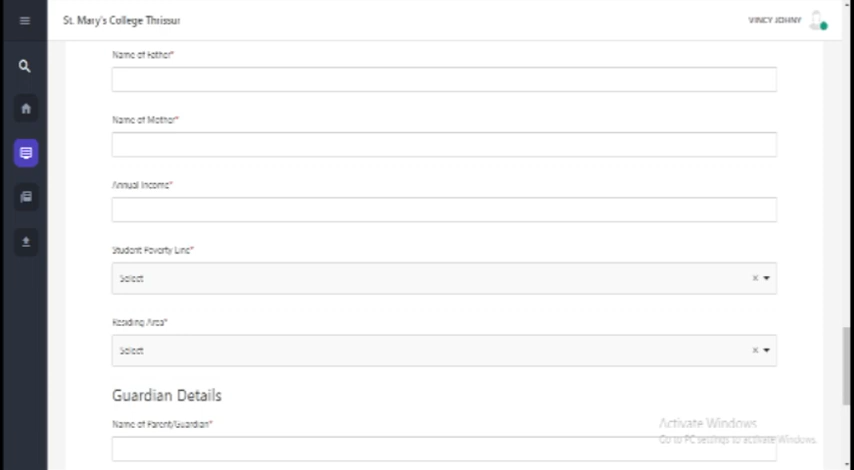 St. Mary's College Thrissur
VINCY JOHNY
Name of Father*
Name of Mother*
Annual Income*
Student Poverty Line*
Select
Residing Area*
Select
Guardian Details
Name of Parent/Guardian*
Activate Windows
Go to PC settings to activate Windows.